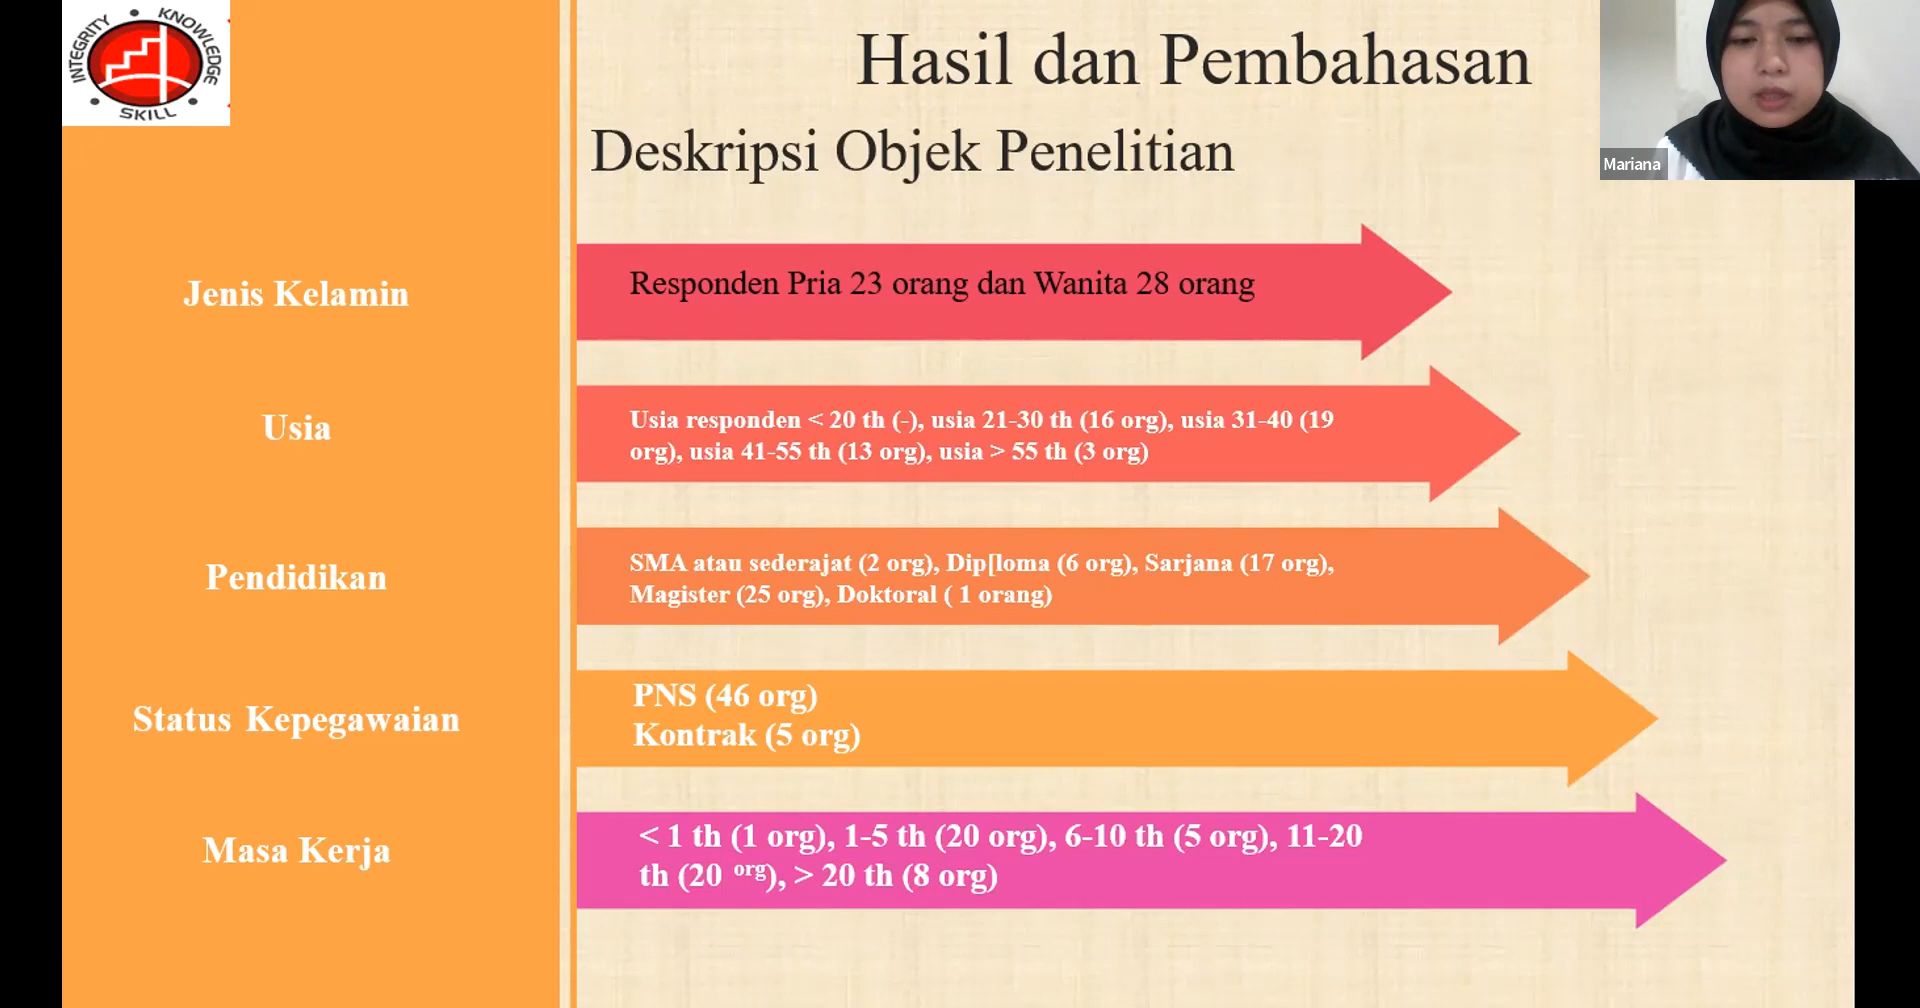 INTEGRITY KNOWLEDGE
SKILL
Hasil dan Pembahasan
Deskripsi Objek Penelitian
Mariana
Jenis Kelamin
Responden Pria 23 orang dan Wanita 28 orang
Usia
Usia responden < 20 th (-), usia 21-30 th (16 org), usia 31-40 (19
org), usia 41-55 th (13 org), usia > 55 th (3 org)
Pendidikan
SMA atau sederajat (2 org), Dip[loma (6 org), Sarjana (17 org),
Magister (25 org), Doktoral ( 1 orang)
Status Kepegawaian
PNS (46 org)
Kontrak (5 org)
Masa Kerja
< 1 th (1 org), 1-5 th (20 org), 6-10 th (5 org), 11-20
th (20 org), > 20 th (8 org)